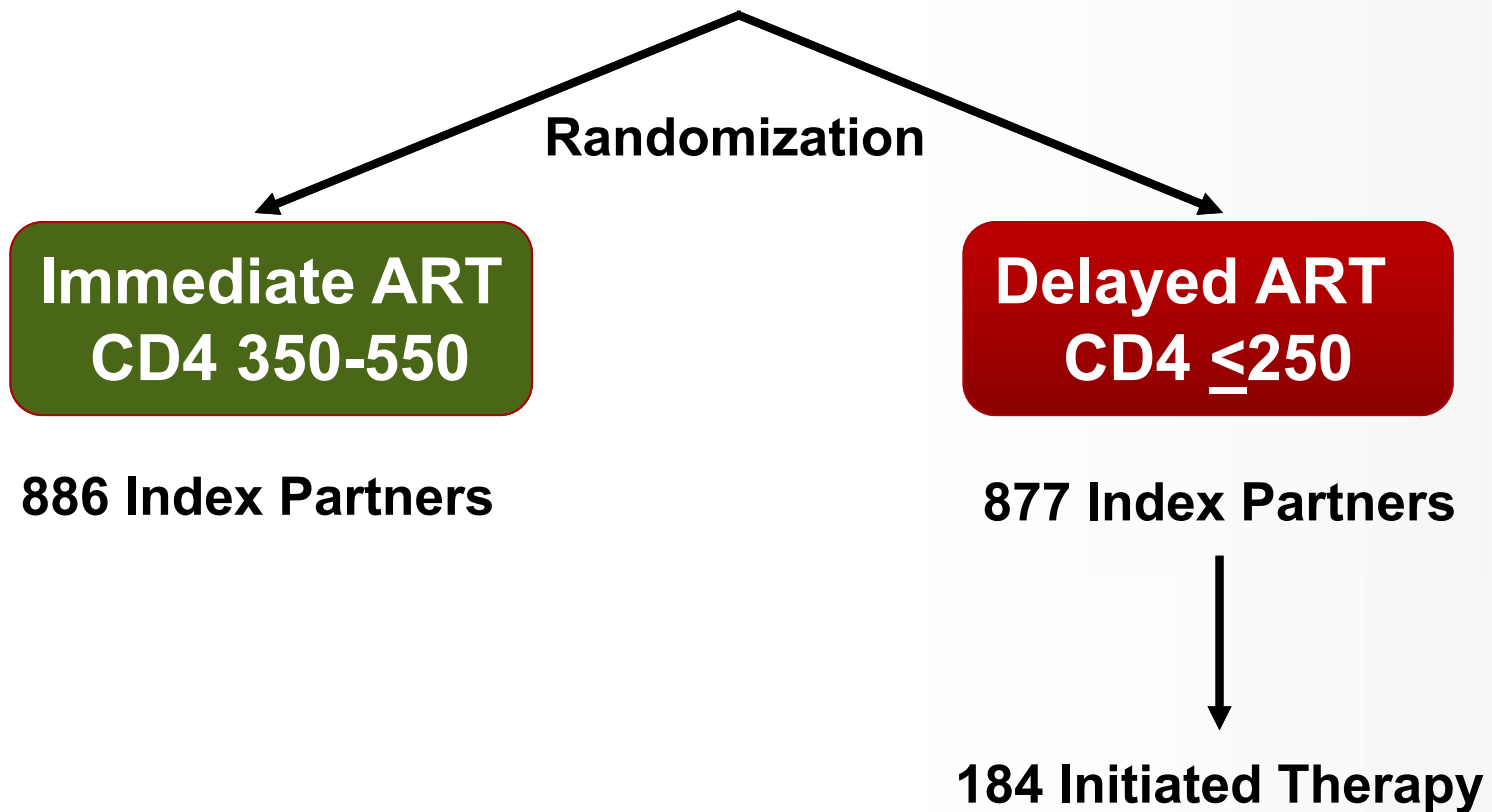 Randomization
Immediate ART
CD4 350-550
Delayed ART
CD4 ≤250
886 Index Partners
877 Index Partners
184 Initiated Therapy